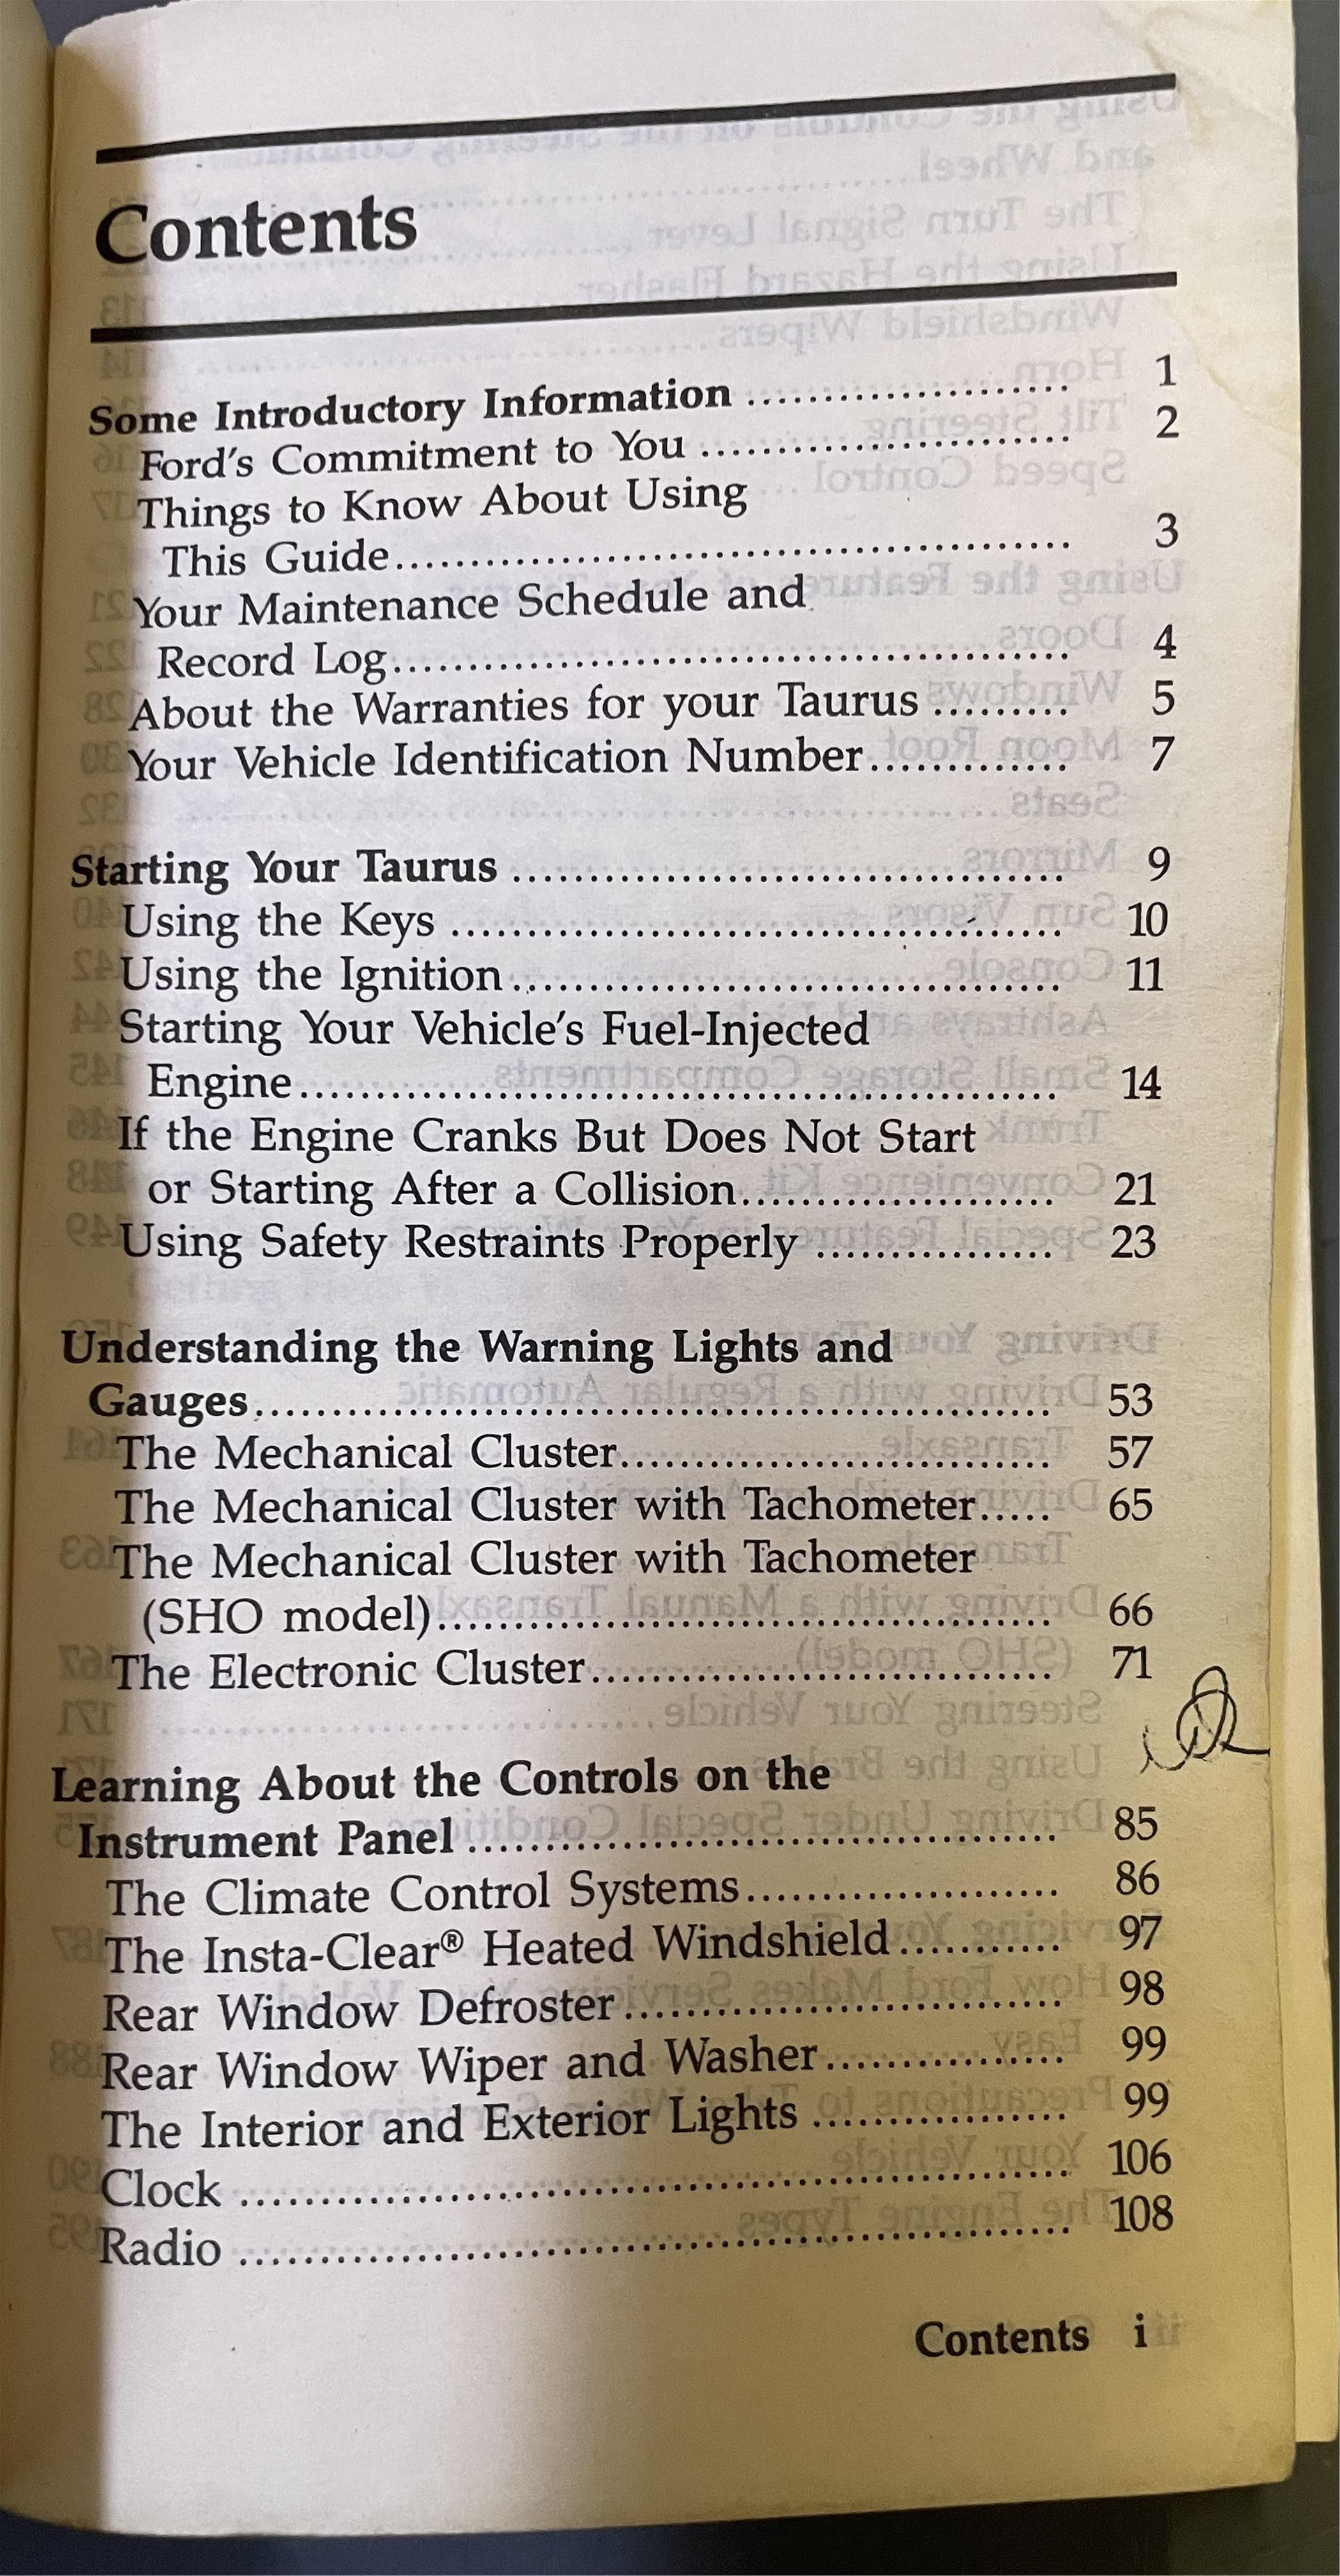 Contents
Some Introductory Information ..................... 1
Ford's Commitment to You ........................ 2
Things to Know About Using
This Guide............................................ 3
Your Maintenance Schedule and
Record Log............................................ 4
About the Warranties for your Taurus ......... 5
Your Vehicle Identification Number............. 7
Starting Your Taurus .................................... 9
Using the Keys ........................................ 10
Using the Ignition.................................... 11
Starting Your Vehicle's Fuel-Injected
Engine.................................................. 14
If the Engine Cranks But Does Not Start
or Starting After a Collision..................... 21
Using Safety Restraints Properly ................ 23
Understanding the Warning Lights and
Gauges.................................................... 53
The Mechanical Cluster............................. 57
The Mechanical Cluster with Tachometer..... 65
The Mechanical Cluster with Tachometer
(SHO model)........................................ 66
The Electronic Cluster.............................. 71
Learning About the Controls on the
Instrument Panel ...................................... 85
The Climate Control Systems..................... 86
The Insta-Clear® Heated Windshield........... 97
Rear Window Defroster............................. 98
Rear Window Wiper and Washer................ 99
The Interior and Exterior Lights ................. 99
Clock ...................................................... 106
Radio ...................................................... 108
Contents i